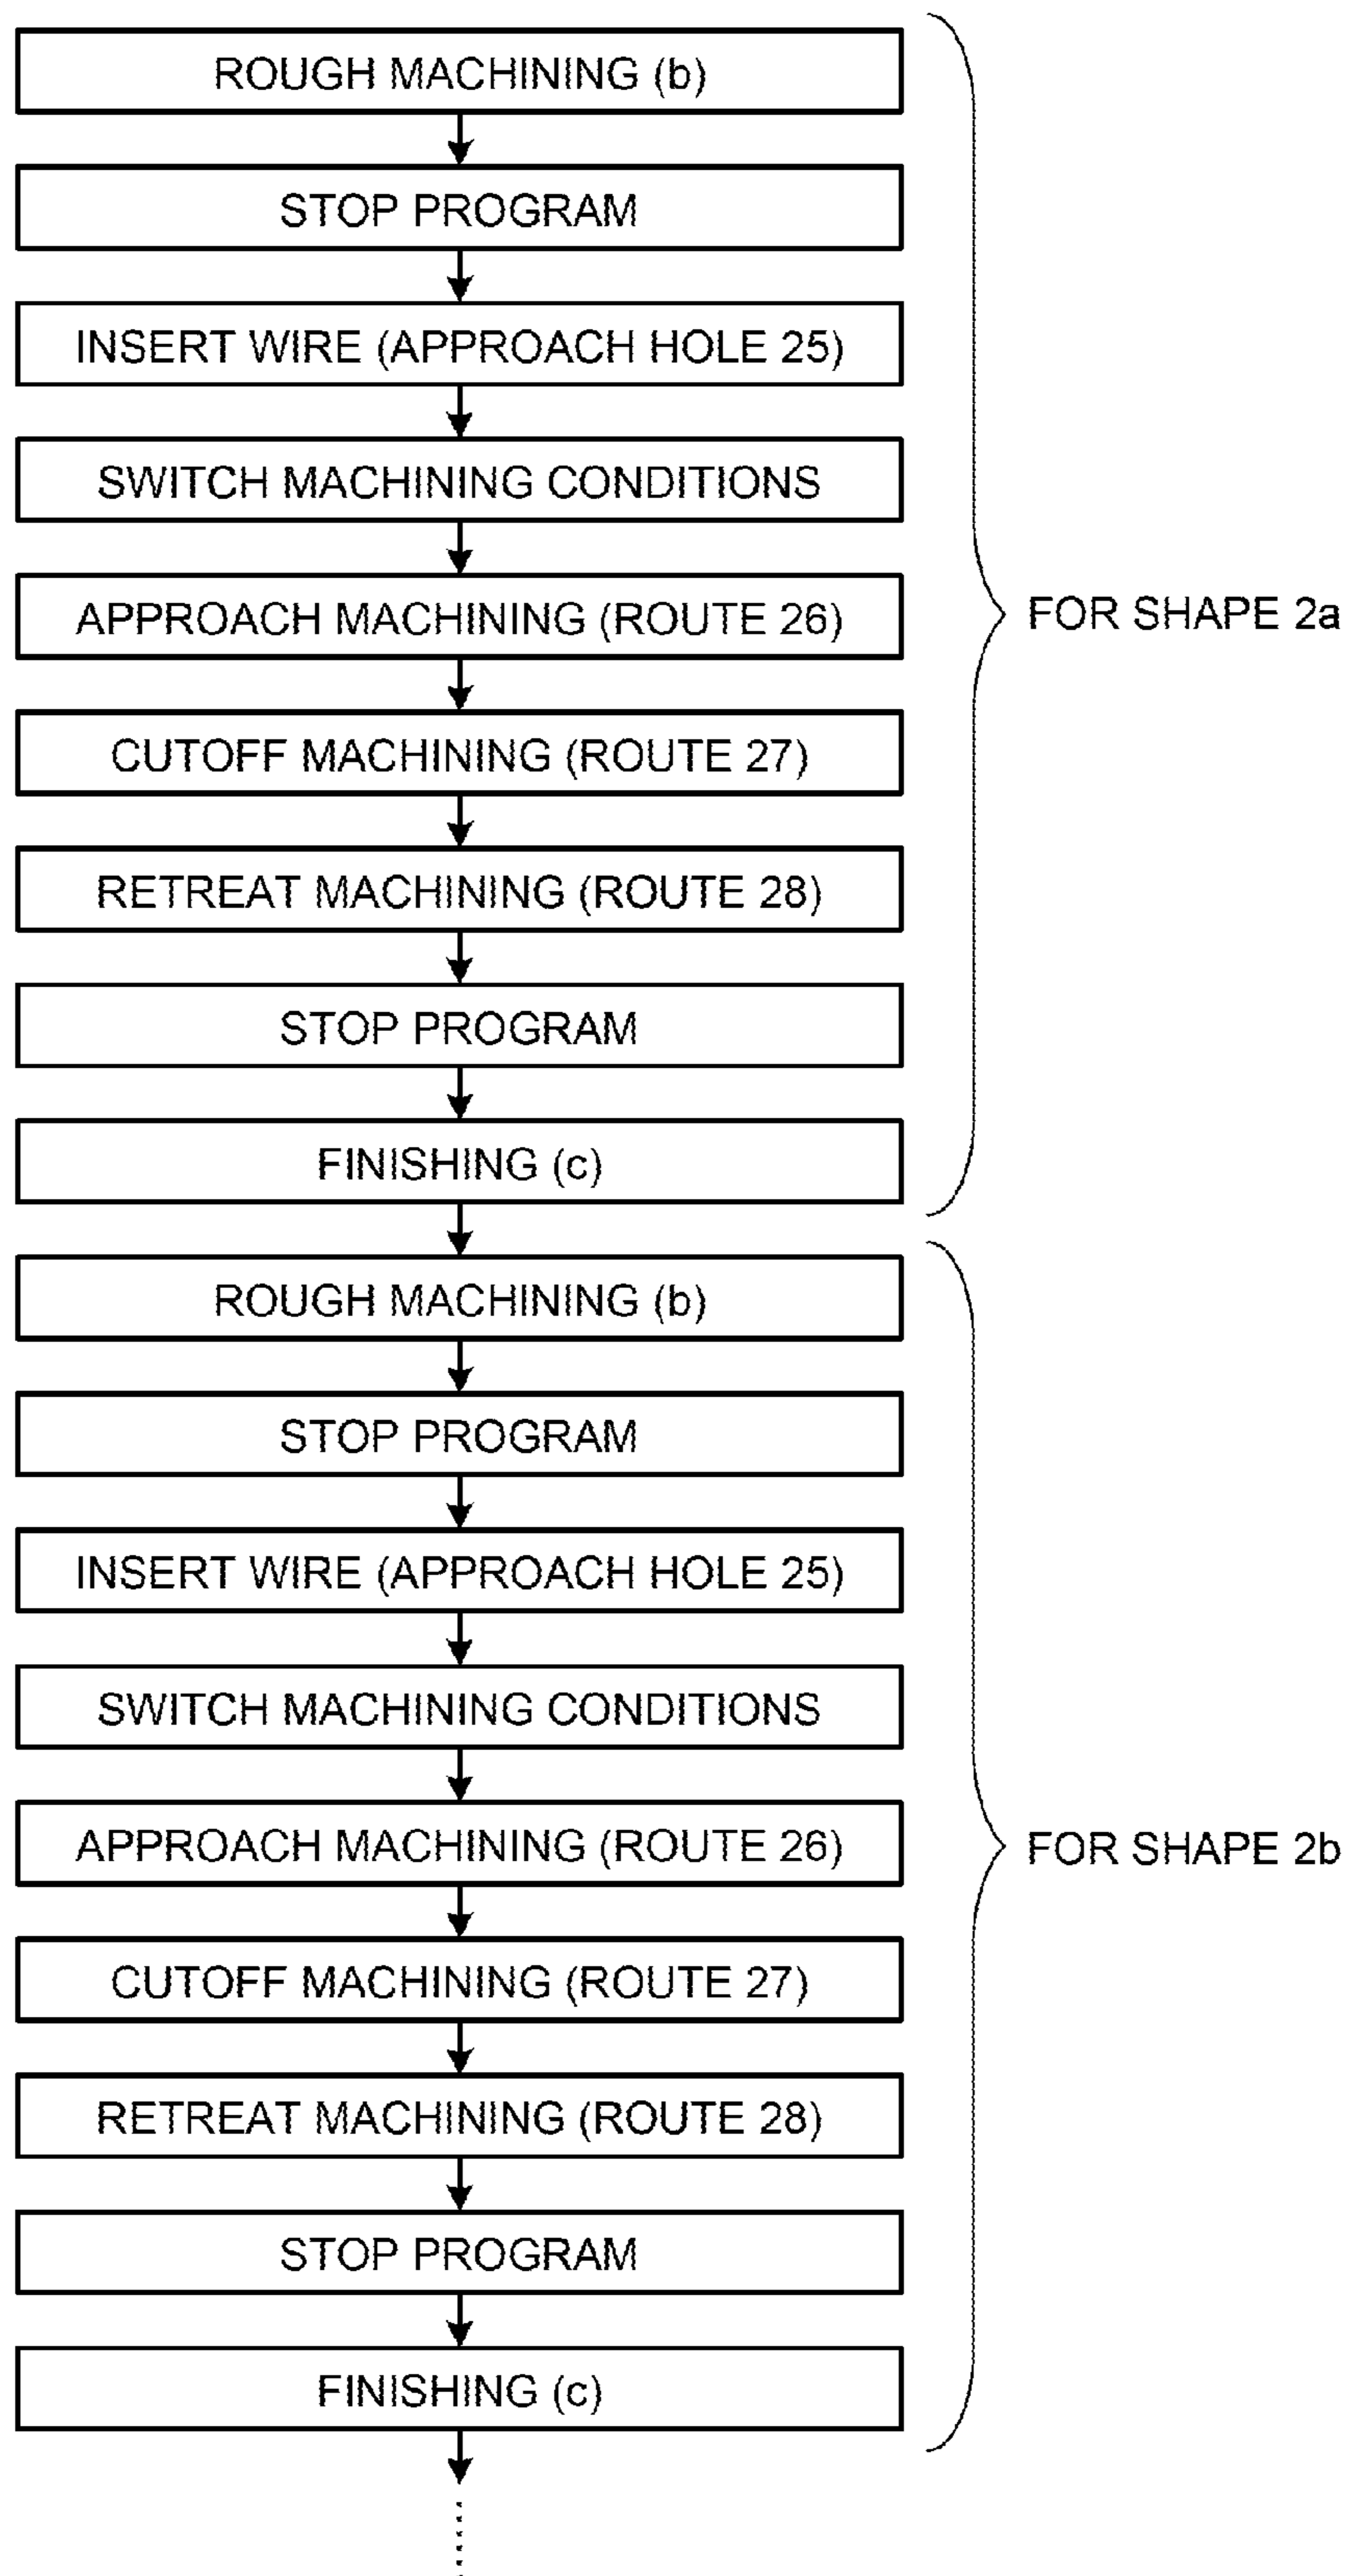 ROUGH MACHINING (b)
STOP PROGRAM
INSERT WIRE (APPROACH HOLE 25)
SWITCH MACHINING CONDITIONS
APPROACH MACHINING (ROUTE 26)
FOR SHAPE 2a
CUTOFF MACHINING (ROUTE 27)
RETREAT MACHINING (ROUTE 28)
STOP PROGRAM
FINISHING (c)
ROUGH MACHINING (b)
STOP PROGRAM
INSERT WIRE (APPROACH HOLE 25)
SWITCH MACHINING CONDITIONS
APPROACH MACHINING (ROUTE 26)
FOR SHAPE 2b
CUTOFF MACHINING (ROUTE 27)
RETREAT MACHINING (ROUTE 28)
STOP PROGRAM
FINISHING (c)